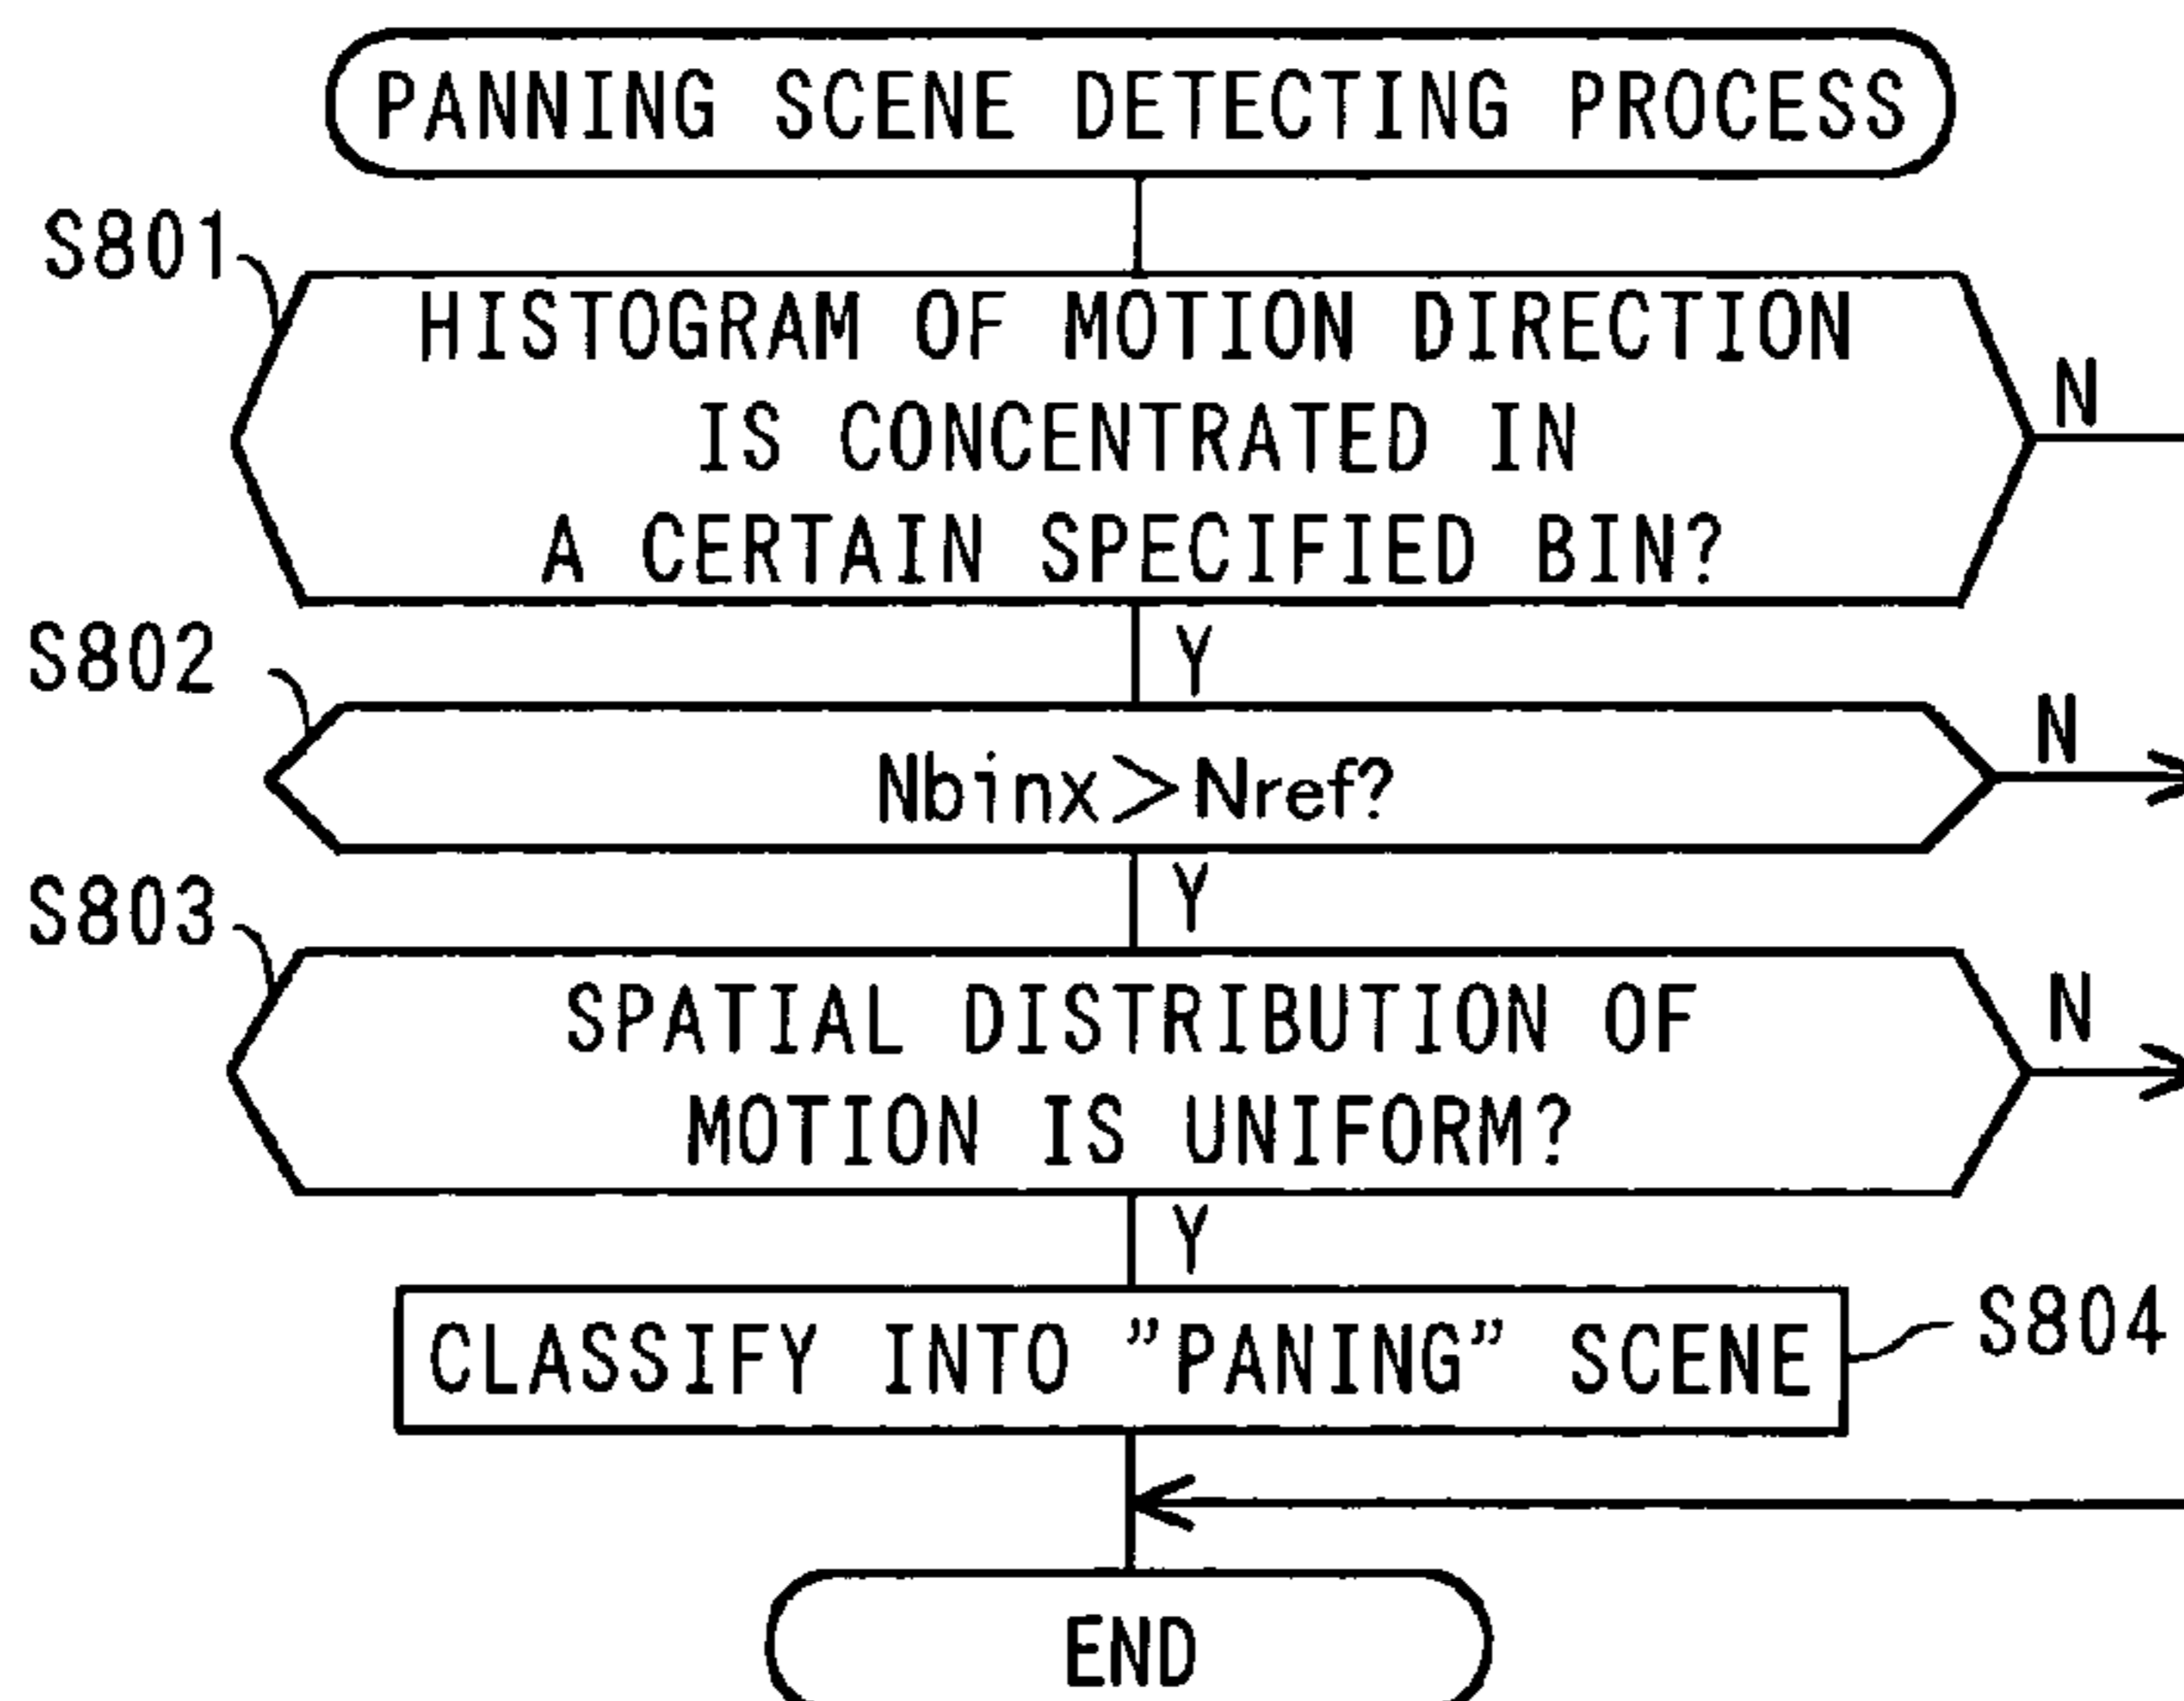 PANNING SCENE DETECTING PROCESS
S801
HISTOGRAM OF MOTION DIRECTION
IS CONCENTRATED IN
A CERTAIN SPECIFIED BIN?
N
Y
S802
Nbinx>Nref?
N
Y
S803
SPATIAL DISTRIBUTION OF
MOTION IS UNIFORM?
N
Y
CLASSIFY INTO ”PANING” SCENE
S804
END